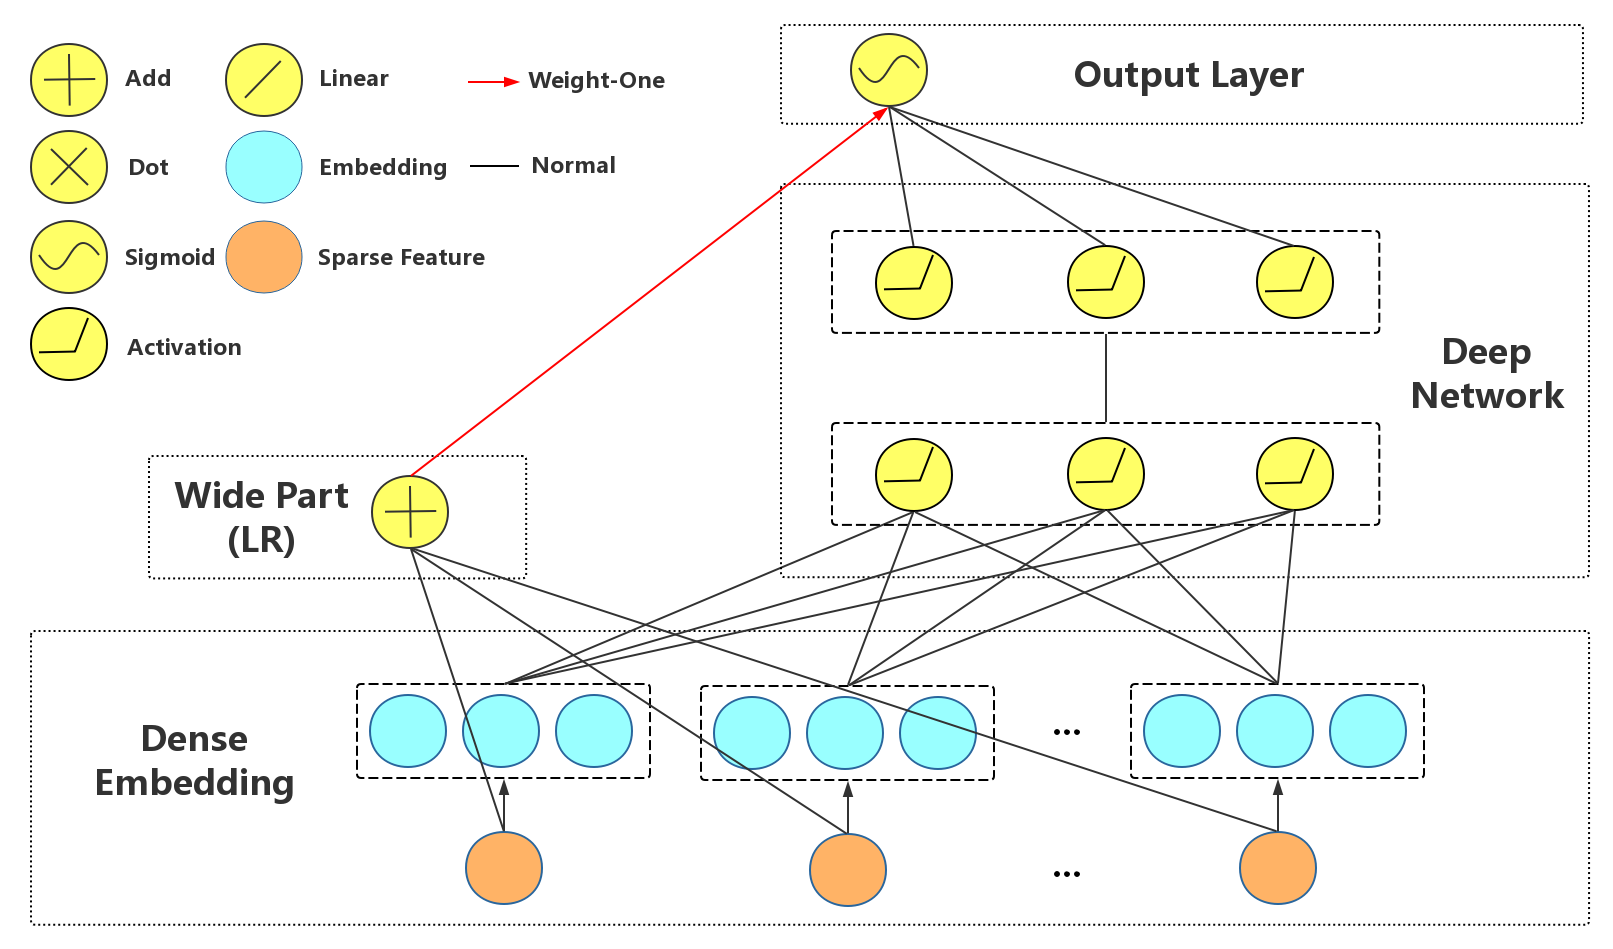 Add
Linear
Weight-One
Dot
Embedding
Normal
Sigmoid
Sparse Feature
Activation
Output Layer
Deep
Network
Wide Part
(LR)
Dense
Embedding
...
...